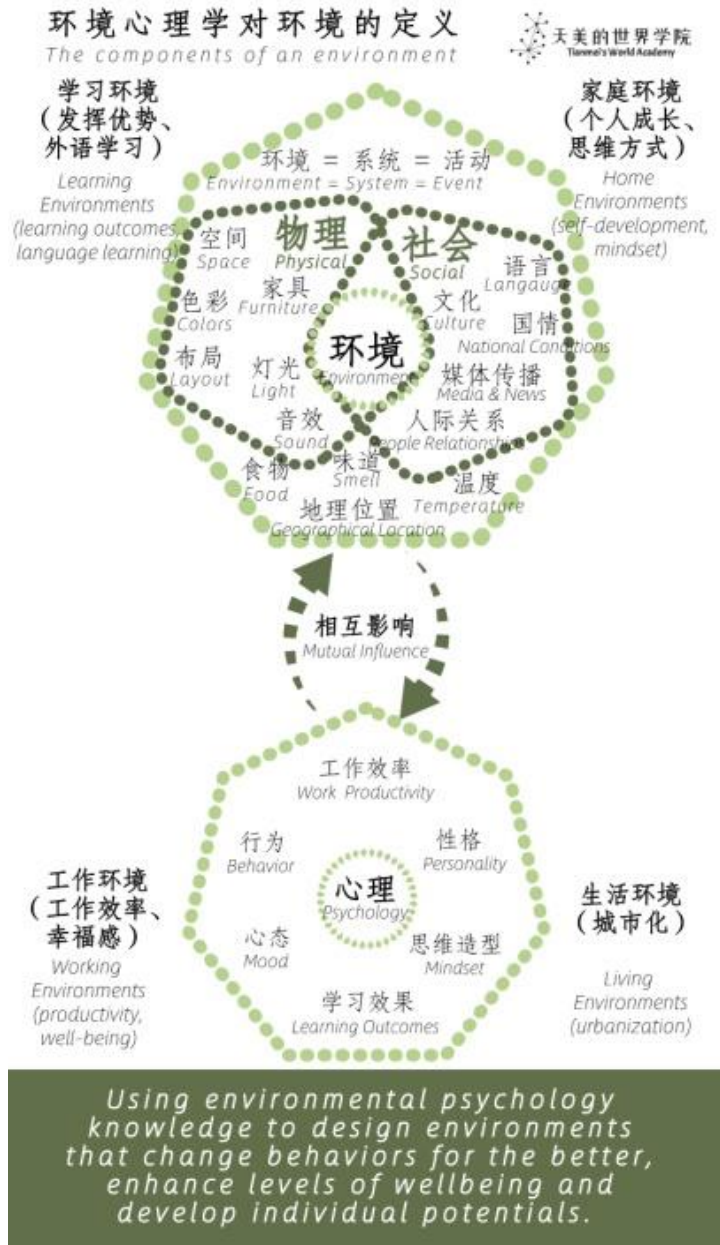 环境心理学对环境的定义
The components of an environment
天美的世界学院
Tianmei's World Academy
学习环境
（发挥优势、
外语学习）
Learning
Environments
(learning outcomes,
language learning)
家庭环境
（个人成长、
思维方式）
Home
Environments
(self-development,
mindset)
环境 = 系统 = 活动
Environment = System = Event
物理
Physical
社会
Social
空间
Space
语言
Langauge
色彩
Colors
家具
Furniture
文化
Culture
国情
National Conditions
环境
Environment
布局
Layout
灯光
Light
媒体传播
Media & News
音效
Sound
人际关系
People Relationships
食物
Food
味道
Smell
温度
Temperature
地理位置
Geographical Location
相互影响
Mutual Influence
工作效率
Work Productivity
行为
Behavior
性格
Personality
心理
Psychology
心态
Mood
思维造型
Mindset
学习效果
Learning Outcomes
工作环境
（工作效率、
幸福感）
Working
Environments
(productivity,
well-being)
生活环境
（城市化）
Living
Environments
(urbanization)
Using environmental psychology
knowledge to design environments
that change behaviors for the better,
enhance levels of wellbeing and
develop individual potentials.